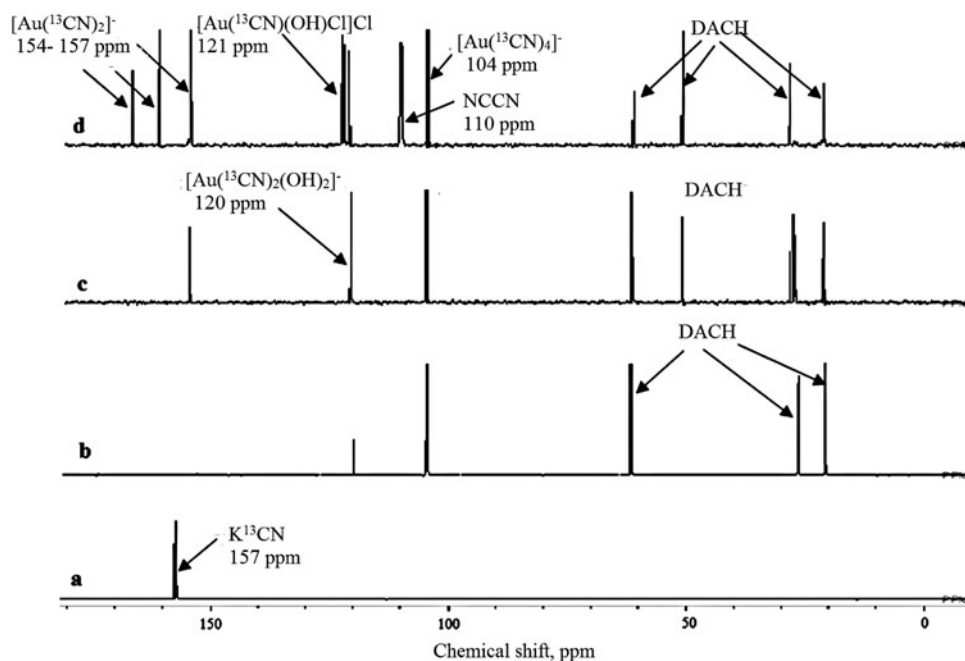 [Au(¹³CN)₂]⁻
154- 157 ppm
[Au(¹³CN)(OH)Cl]Cl
121 ppm
[Au(¹³CN)₄]⁻
104 ppm
NCCN
110 ppm
DACH
d
[Au(¹³CN)₂(OH)₂]⁻
120 ppm
DACH
c
DACH
b
K¹³CN
157 ppm
a
150 100 50 0
Chemical shift, ppm